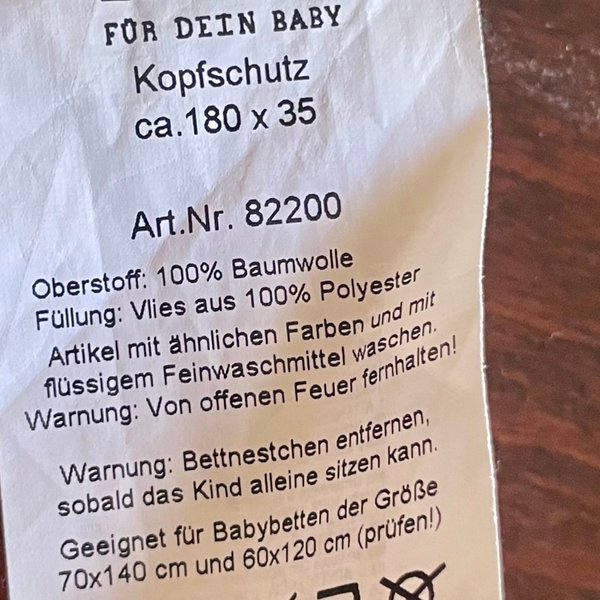 FÜR DEIN BABY
Kopfschutz
ca.180 x 35
Art.Nr. 82200
Oberstoff: 100% Baumwolle
Füllung: Vlies aus 100% Polyester
Artikel mit ähnlichen Farben und mit
flüssigem Feinwaschmittel waschen.
Warnung: Von offenen Feuer fernhalten!
Warnung: Bettnestchen entfernen,
sobald das Kind alleine sitzen kann.
Geeignet für Babybetten der Größe
70x140 cm und 60x120 cm (prüfen!)